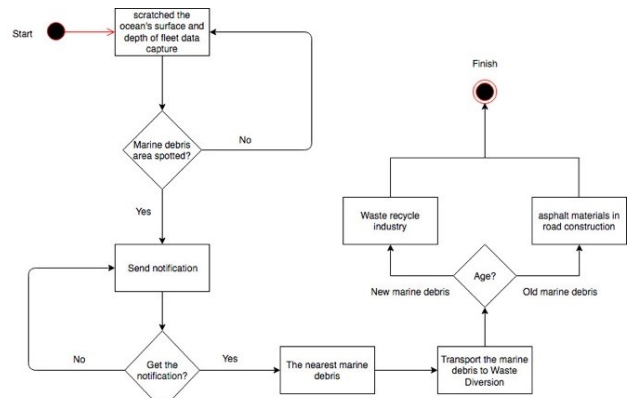 Start
scratched the
ocean's surface and
depth of fleet data
capture
Marine debris
area spotted?
No
Yes
Send notification
Get the
notification?
No
Yes
The nearest marine
debris
Transport the marine
debris to Waste
Diversion
Age?
New marine debris
Old marine debris
Waste recycle
industry
asphalt materials in
road construction
Finish